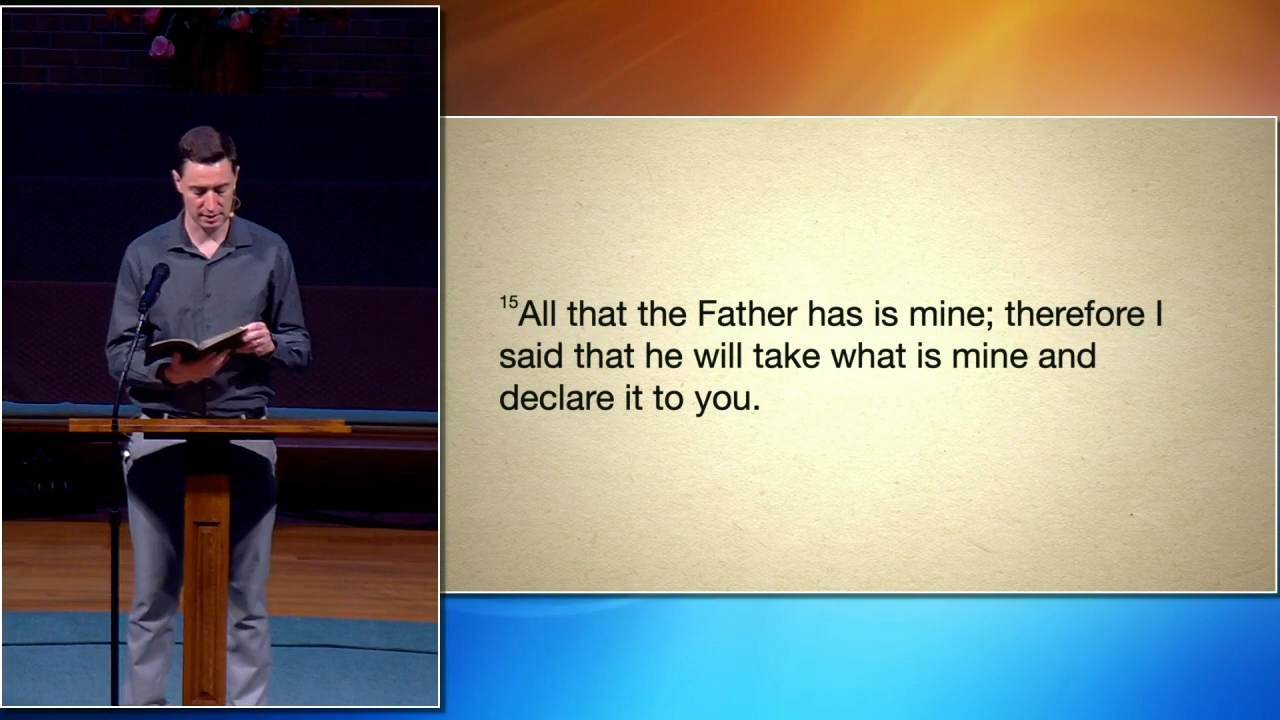 15All that the Father has is mine; therefore I
said that he will take what is mine and
declare it to you.